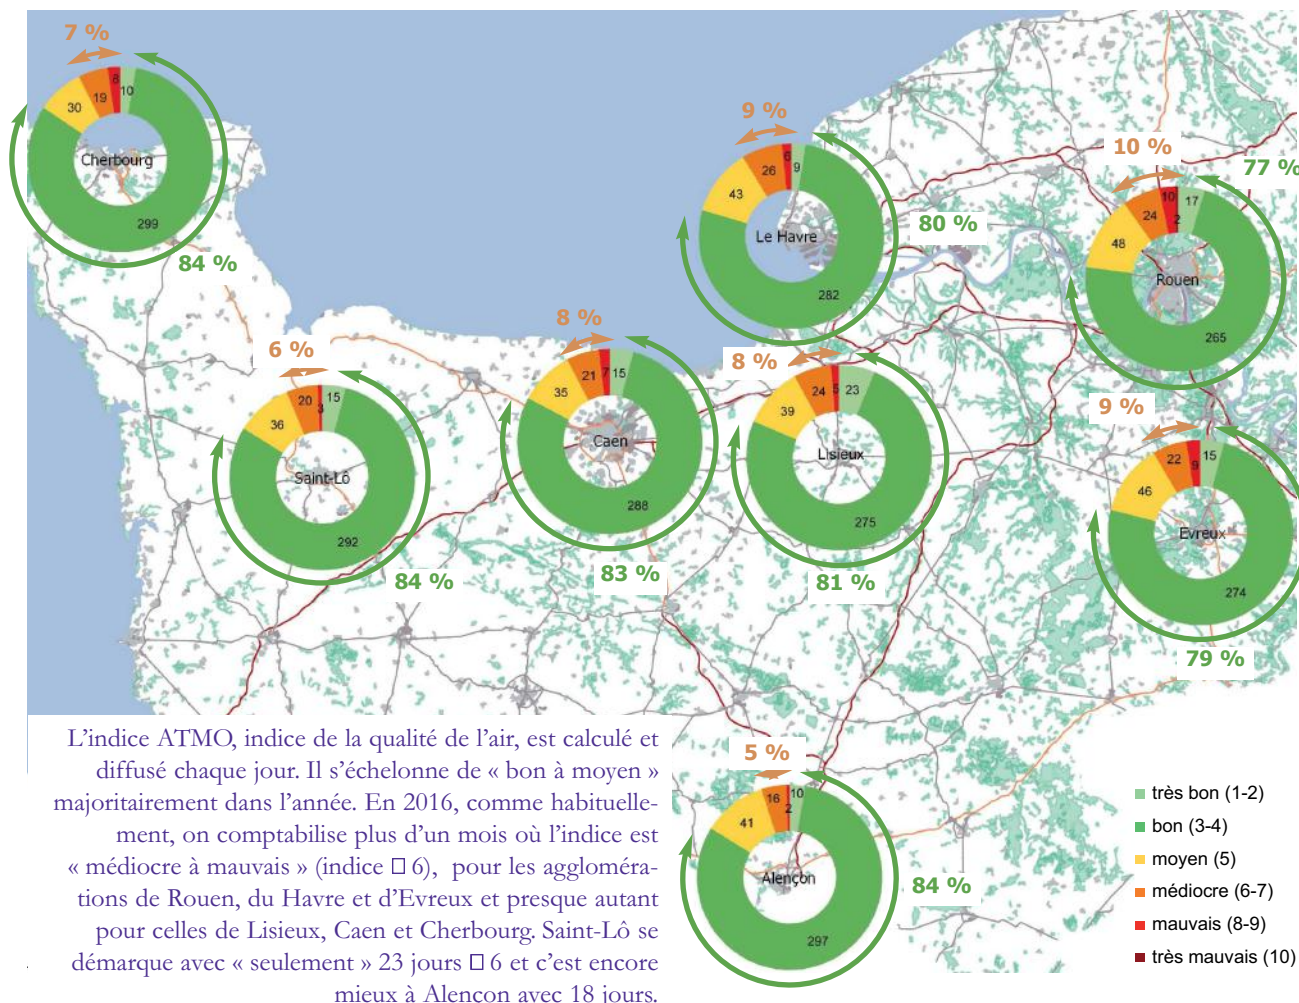 7 %
8
10
19
30
Cherbourg
299
84 %
9 %
6
9
26
43
Le Havre
80 %
282
10 %
77 %
10
2
17
24
48
Rouen
265
8 %
7
15
21
35
Caen
288
83 %
6 %
3
15
20
36
Saint-Lô
292
84 %
8 %
5
23
24
39
Lisieux
275
81 %
9 %
9
15
22
46
Evreux
274
79 %
5 %
2
10
16
41
Alençon
297
84 %
L'indice ATMO, indice de la qualité de l'air, est calculé et
diffusé chaque jour. Il s'échelonne de « bon à moyen »
majoritairement dans l'année. En 2016, comme habituelle-
ment, on comptabilise plus d'un mois où l'indice est
« médiocre à mauvais » (indice □ 6), pour les aggloméra-
tions de Rouen, du Havre et d'Evreux et presque autant
pour celles de Lisieux, Caen et Cherbourg. Saint-Lô se
démarque avec « seulement » 23 jours □ 6 et c'est encore
mieux à Alençon avec 18 jours.
très bon (1-2)
bon (3-4)
moyen (5)
médiocre (6-7)
mauvais (8-9)
très mauvais (10)